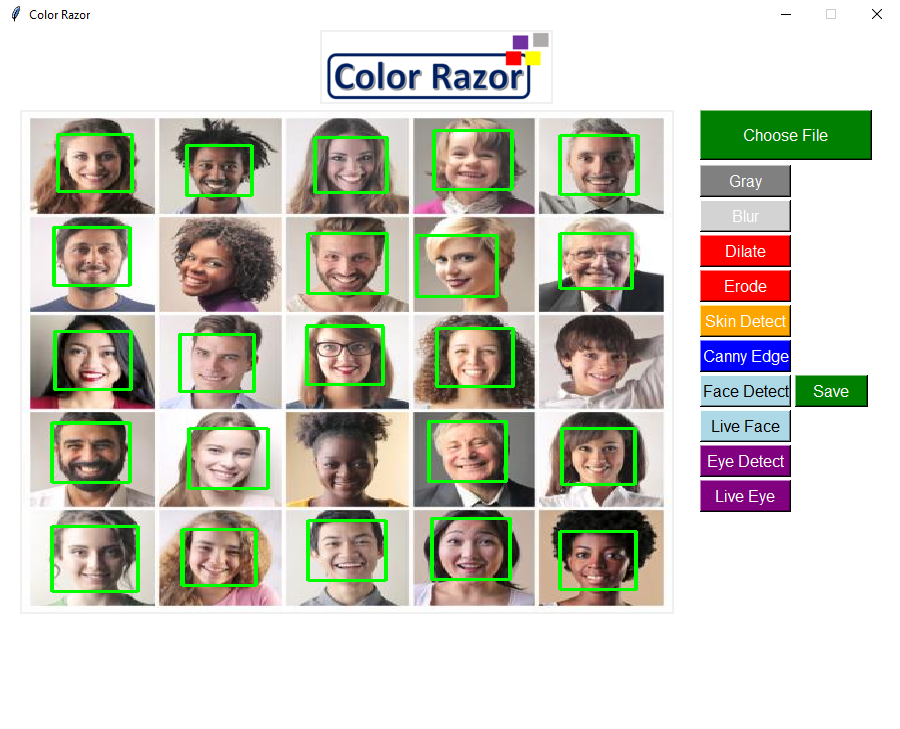 Color Razor
Color Razor
Choose File
Gray
Blur
Dilate
Erode
Skin Detect
Canny Edge
Face Detect
Save
Live Face
Eye Detect
Live Eye